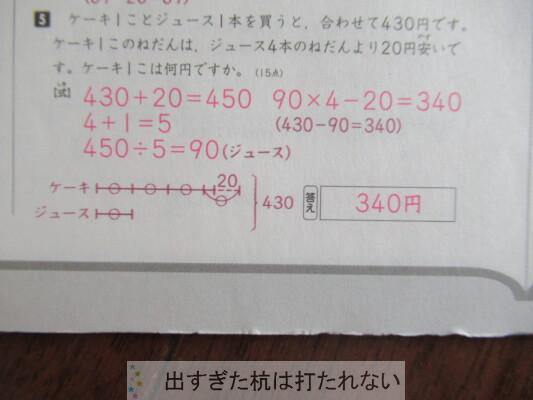 5 ケーキ1ことジュース1本を買うと、合わせて430円です。
ケーキ1このねだんは、ジュース4本のねだんより20円安いで
す。ケーキ1こは何円ですか。(15点)
[式] 430+20=450 90×4-20=340
4+1=5 (430-90=340)
450÷5=90(ジュース)
ケーキ 20
ジュース
430 答え 340円
出すぎた杭は打たれない